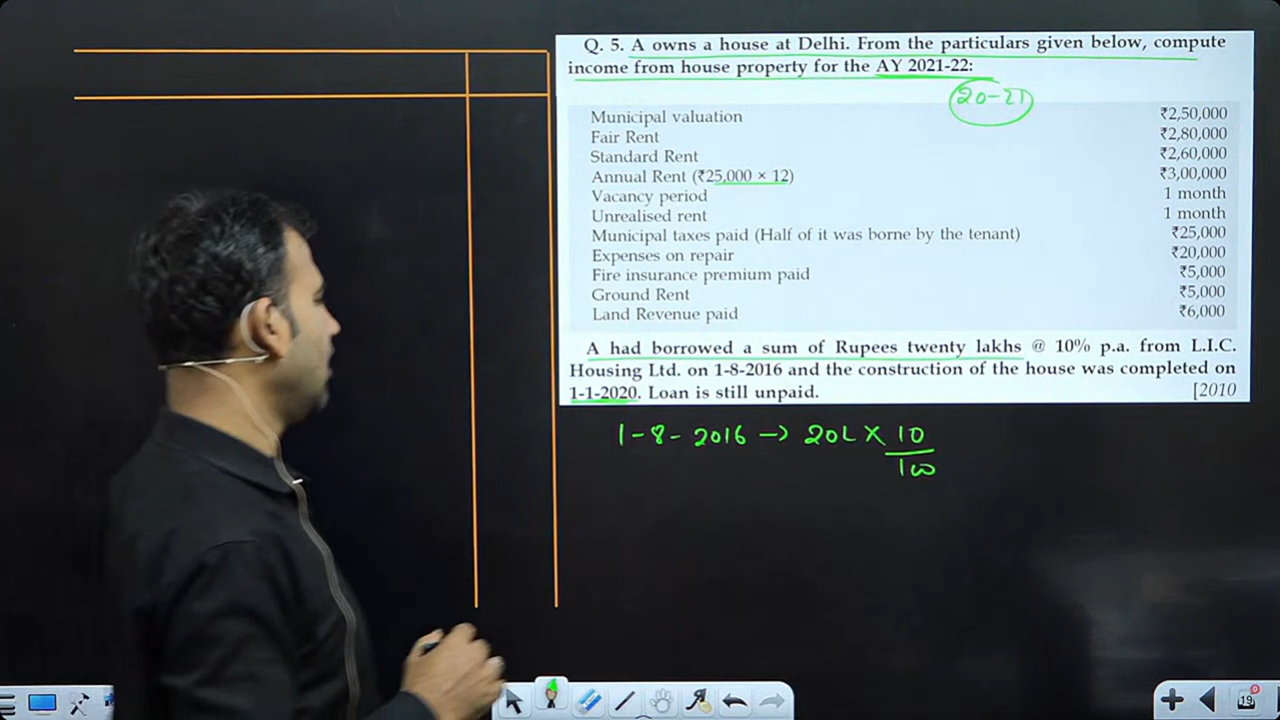 Q. 5. A owns a house at Delhi. From the particulars given below, compute
income from house property for the AY 2021-22:
20-21
Municipal valuation ₹2,50,000
Fair Rent ₹2,80,000
Standard Rent ₹2,60,000
Annual Rent (₹25,000 × 12) ₹3,00,000
Vacancy period 1 month
Unrealised rent 1 month
Municipal taxes paid (Half of it was borne by the tenant) ₹25,000
Expenses on repair ₹20,000
Fire insurance premium paid ₹5,000
Ground Rent ₹5,000
Land Revenue paid ₹6,000
A had borrowed a sum of Rupees twenty lakhs @ 10% p.a. from L.I.C.
Housing Ltd. on 1-8-2016 and the construction of the house was completed on
1-1-2020. Loan is still unpaid. [2010
1-8-2016 → 20L × 10
100
19